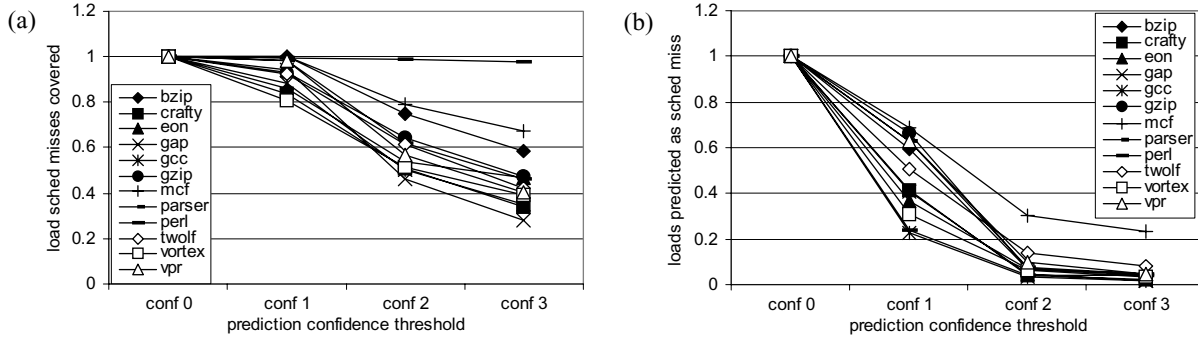 (a)
load sched misses covered
1.2
1
0.8
0.6
0.4
0.2
0
bzip
crafty
eon
gap
gcc
gzip
mcf
parser
perl
twolf
vortex
vpr
conf 0 conf 1 conf 2 conf 3
prediction confidence threshold
(b)
loads predicted as sched miss
1.2
1
0.8
0.6
0.4
0.2
0
bzip
crafty
eon
gap
gcc
gzip
mcf
parser
perl
twolf
vortex
vpr
conf 0 conf 1 conf 2 conf 3
prediction confidence threshold